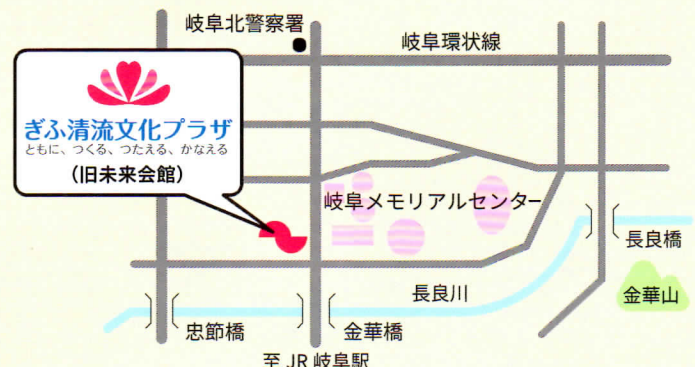 岐阜北警察署
岐阜環状線
ぎふ清流文化プラザ
ともに、つくる、つたえる、かなえる
(旧未来会館)
岐阜メモリアルセンター
長良橋
長良川
金華山
忠節橋
金華橋
至 JR 岐阜駅